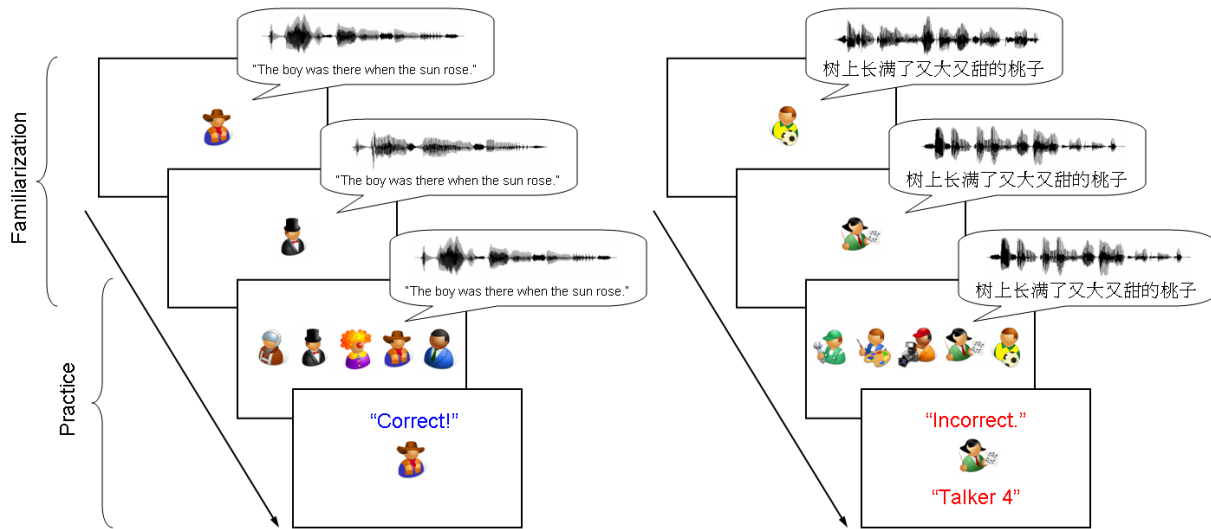 "The boy was there when the sun rose."
树上长满了又大又甜的桃子
"The boy was there when the sun rose."
树上长满了又大又甜的桃子
"The boy was there when the sun rose."
树上长满了又大又甜的桃子
Familiarization
Practice
“Correct!”
“Incorrect.”
“Talker 4”